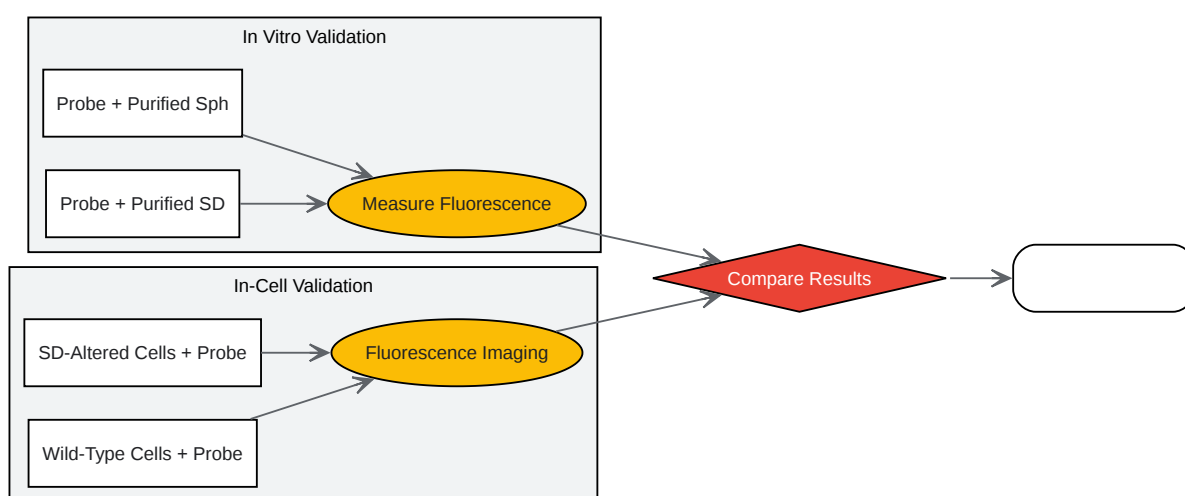 In Vitro Validation
Probe + Purified Sph
Probe + Purified SD
Measure Fluorescence
In-Cell Validation
SD-Altered Cells + Probe
Fluorescence Imaging
Wild-Type Cells + Probe
Compare Results